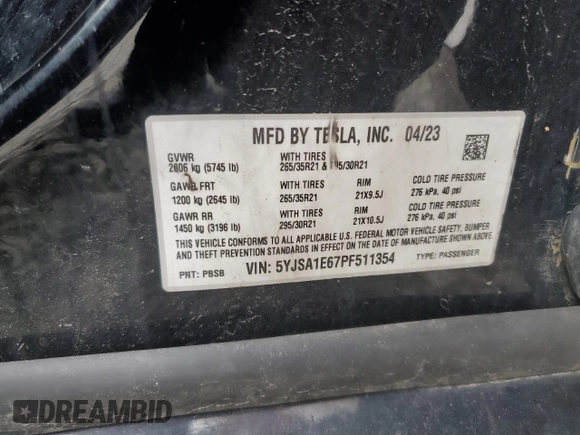 MFD BY TESLA, INC. 04/23
GVWR WITH TIRES
2606 kg (5745 lb) 265/35R21 & 295/30R21
GAWR FRT WITH TIRES RIM COLD TIRE PRESSURE
1200 kg (2645 lb) 265/35R21 21X9.5J 276 kPa, 40 psi
GAWR RR WITH TIRES RIM COLD TIRE PRESSURE
1450 kg (3196 lb) 295/30R21 21X10.5J 276 kPa, 40 psi
THIS VEHICLE CONFORMS TO ALL APPLICABLE FEDERAL MOTOR VEHICLE SAFETY, BUMPER
AND THEFT PREVENTION STANDARDS IN EFFECT ON THE DATE OF MANUFACTURE SHOWN ABOVE.
PNT: PBSB VIN: 5YJSA1E67PF511354 TYPE: PASSENGER
DREAMBID